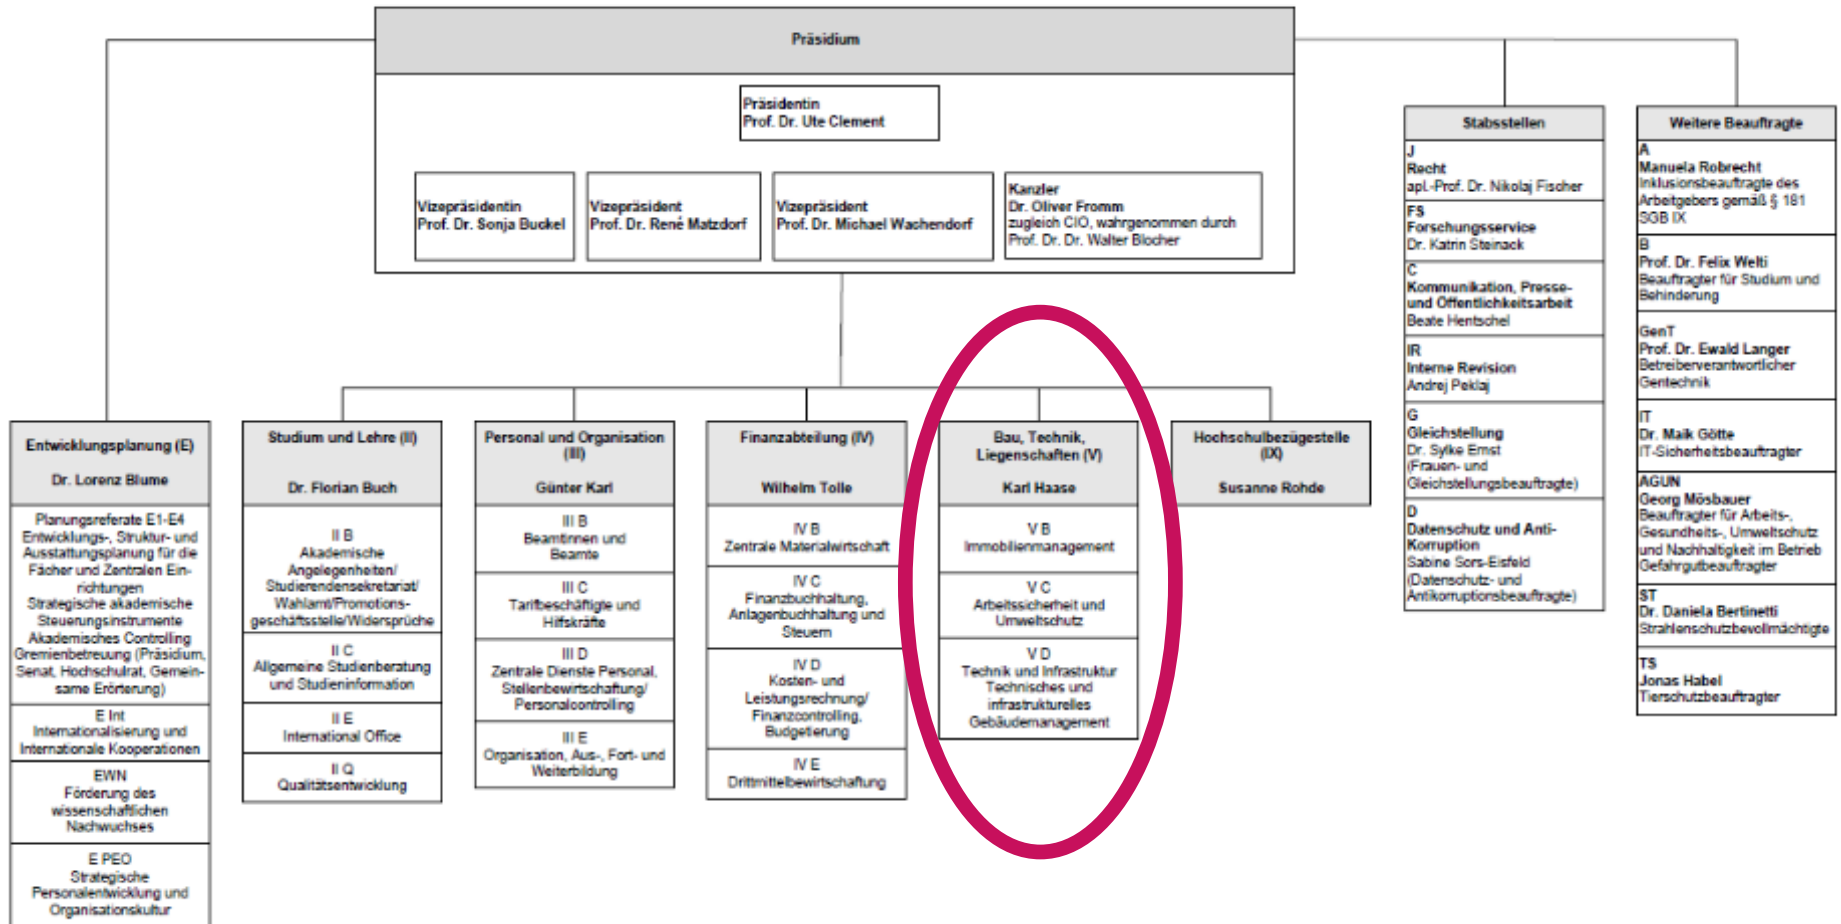 Präsidium
Präsidentin
Prof. Dr. Ute Clement
Vizepräsidentin
Prof. Dr. Sonja Buckel
Vizepräsident
Prof. Dr. René Matzdorf
Vizepräsident
Prof. Dr. Michael Wachendorf
Kanzler
Dr. Oliver Fromm
zugleich CIO, wahrgenommen durch
Prof. Dr. Dr. Walter Blocher
Stabsstellen
J
Recht
apl.-Prof. Dr. Nikolaj Fischer
FS
Forschungsservice
Dr. Katrin Steinack
C
Kommunikation, Presse-
und Öffentlichkeitsarbeit
Beate Hentschel
IR
Interne Revision
Andrej Peklaj
G
Gleichstellung
Dr. Sylke Ernst
(Frauen- und
Gleichstellungsbeauftragte)
D
Datenschutz und Anti-
Korruption
Sabine Sors-Eisfeld
(Datenschutz- und
Antikorruptionsbeauftragte)
Weitere Beauftragte
A
Manuela Robrecht
Inklusionsbeauftragte des
Arbeitgebers gemäß § 181
SGB IX
B
Prof. Dr. Felix Welti
Beauftragter für Studium und
Behinderung
GenT
Prof. Dr. Ewald Langer
Betreiberverantwortlicher
Gentechnik
IT
Dr. Maik Götte
IT-Sicherheitsbeauftragter
AGUN
Georg Mösbauer
Beauftragter für Arbeits-,
Gesundheits-, Umweltschutz
und Nachhaltigkeit im Betrieb
Gefahrgutbeauftragter
ST
Dr. Daniela Bertinetti
Strahlenschutzbevollmächtigte
TS
Jonas Habel
Tierschutzbeauftragter
Entwicklungsplanung (E)
Dr. Lorenz Blume
Planungsreferate E1-E4
Entwicklungs-, Struktur- und
Ausstattungsplanung für die
Fächer und Zentralen Ein-
richtungen
Strategische akademische
Steuerungsinstrumente
Akademisches Controlling
Gremienbetreuung (Präsidium,
Senat, Hochschulrat, Gemein-
same Erörterung)
E Int
Internationalisierung und
Internationale Kooperationen
EWN
Förderung des
wissenschaftlichen
Nachwuchses
E PEO
Strategische
Personalentwicklung und
Organisationskultur
Studium und Lehre (II)
Dr. Florian Buch
II B
Akademische
Angelegenheiten/
Studierendensekretariat/
Wahlamt/Promotions-
geschäftsstelle/Widersprüche
II C
Allgemeine Studienberatung
und Studieninformation
II E
International Office
II Q
Qualitätsentwicklung
Personal und Organisation
(III)
Günter Karl
III B
Beamtinnen und
Beamte
III C
Tarifbeschäftigte und
Hilfskräfte
III D
Zentrale Dienste Personal,
Stellenbewirtschaftung/
Personalcontrolling
III E
Organisation, Aus-, Fort- und
Weiterbildung
Finanzabteilung (IV)
Wilhelm Tolle
IV B
Zentrale Materialwirtschaft
IV C
Finanzbuchhaltung,
Anlagenbuchhaltung und
Steuern
IV D
Kosten- und
Leistungsrechnung/
Finanzcontrolling,
Budgetierung
IV E
Drittmittelbewirtschaftung
Bau, Technik,
Liegenschaften (V)
Karl Haase
V B
Immobilienmanagement
V C
Arbeitssicherheit und
Umweltschutz
V D
Technik und Infrastruktur
Technisches und
infrastrukturelles
Gebäudemanagement
Hochschulbezügestelle
(IX)
Susanne Rohde